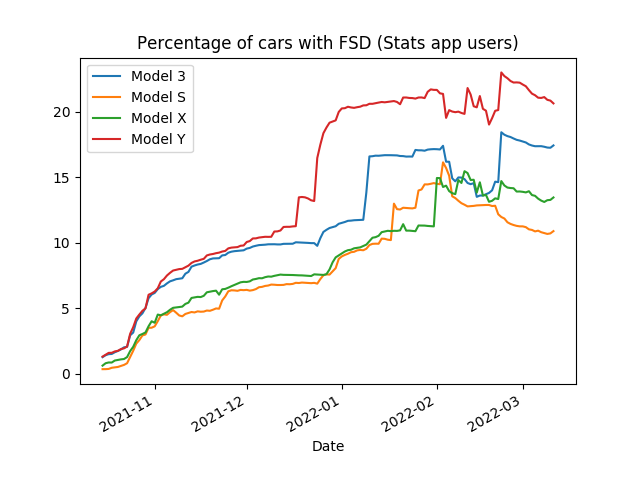 Percentage of cars with FSD (Stats app users)
Model 3
Model S
Model X
Model Y
20
15
10
5
0
2021-11
2021-12
2022-01
2022-02
2022-03
Date